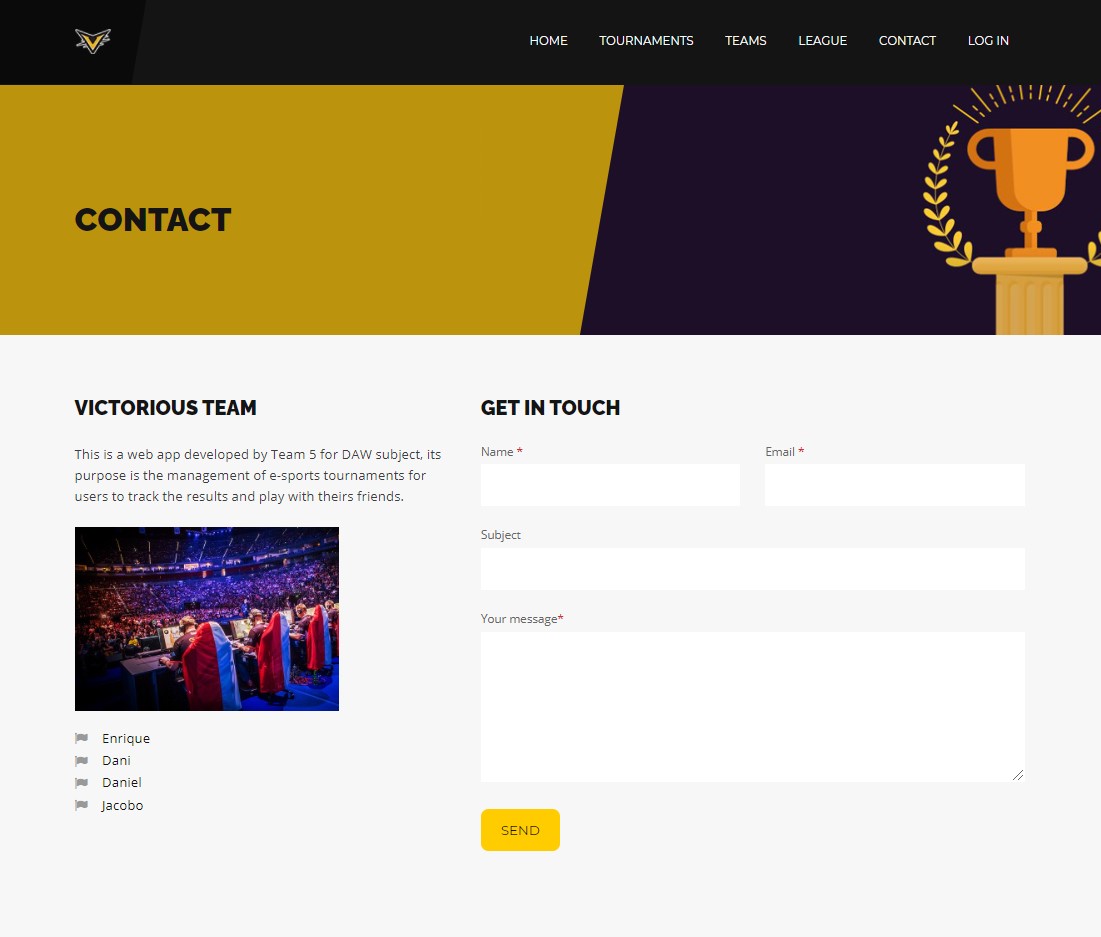 HOME TOURNAMENTS TEAMS LEAGUE CONTACT LOG IN
CONTACT
VICTORIOUS TEAM
This is a web app developed by Team 5 for DAW subject, its
purpose is the management of e-sports tournaments for
users to track the results and play with theirs friends.
Enrique
Dani
Daniel
Jacobo
GET IN TOUCH
Name * Email *
Subject
Your message*
SEND